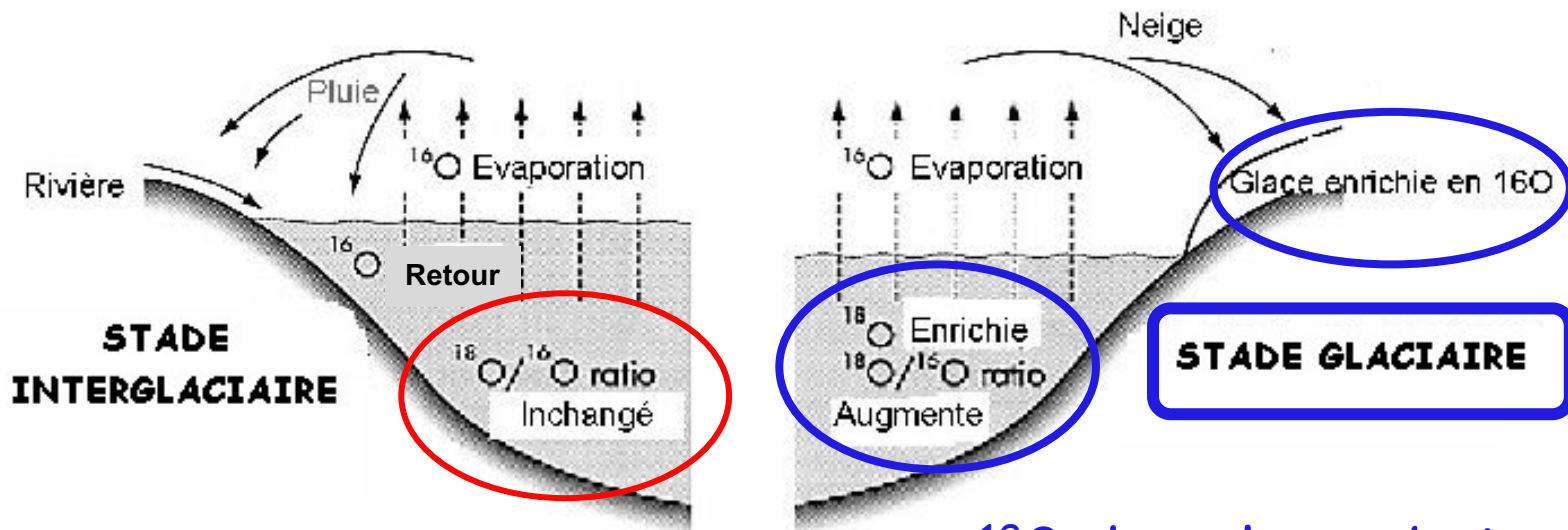 Pluie
¹⁶O Evaporation
Rivière
¹⁶O
Retour
STADE
INTERGLACIAIRE
¹⁸O/¹⁶O ratio
Inchangé
Neige
¹⁶O Evaporation
Glace enrichie en 16O
¹⁸O Enrichie
¹⁸O/¹⁶O ratio
Augmente
STADE GLACIAIRE